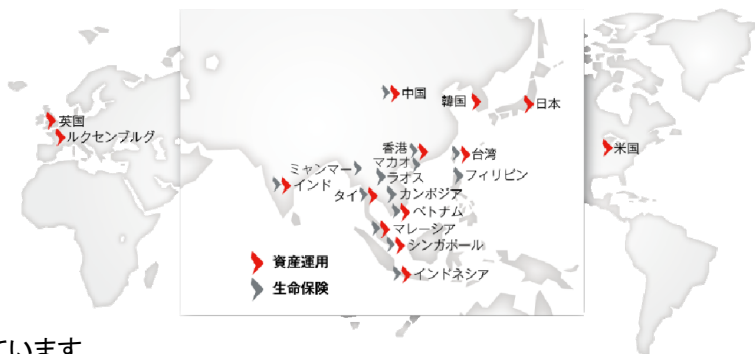 中国
韓国
日本
英国
ルクセンブルグ
香港
台湾
米国
マカオ
ミャンマー
ラオス
フィリピン
インド
タイ
カンボジア
ベトナム
マレーシア
シンガポール
資産運用
インドネシア
生命保険
ています